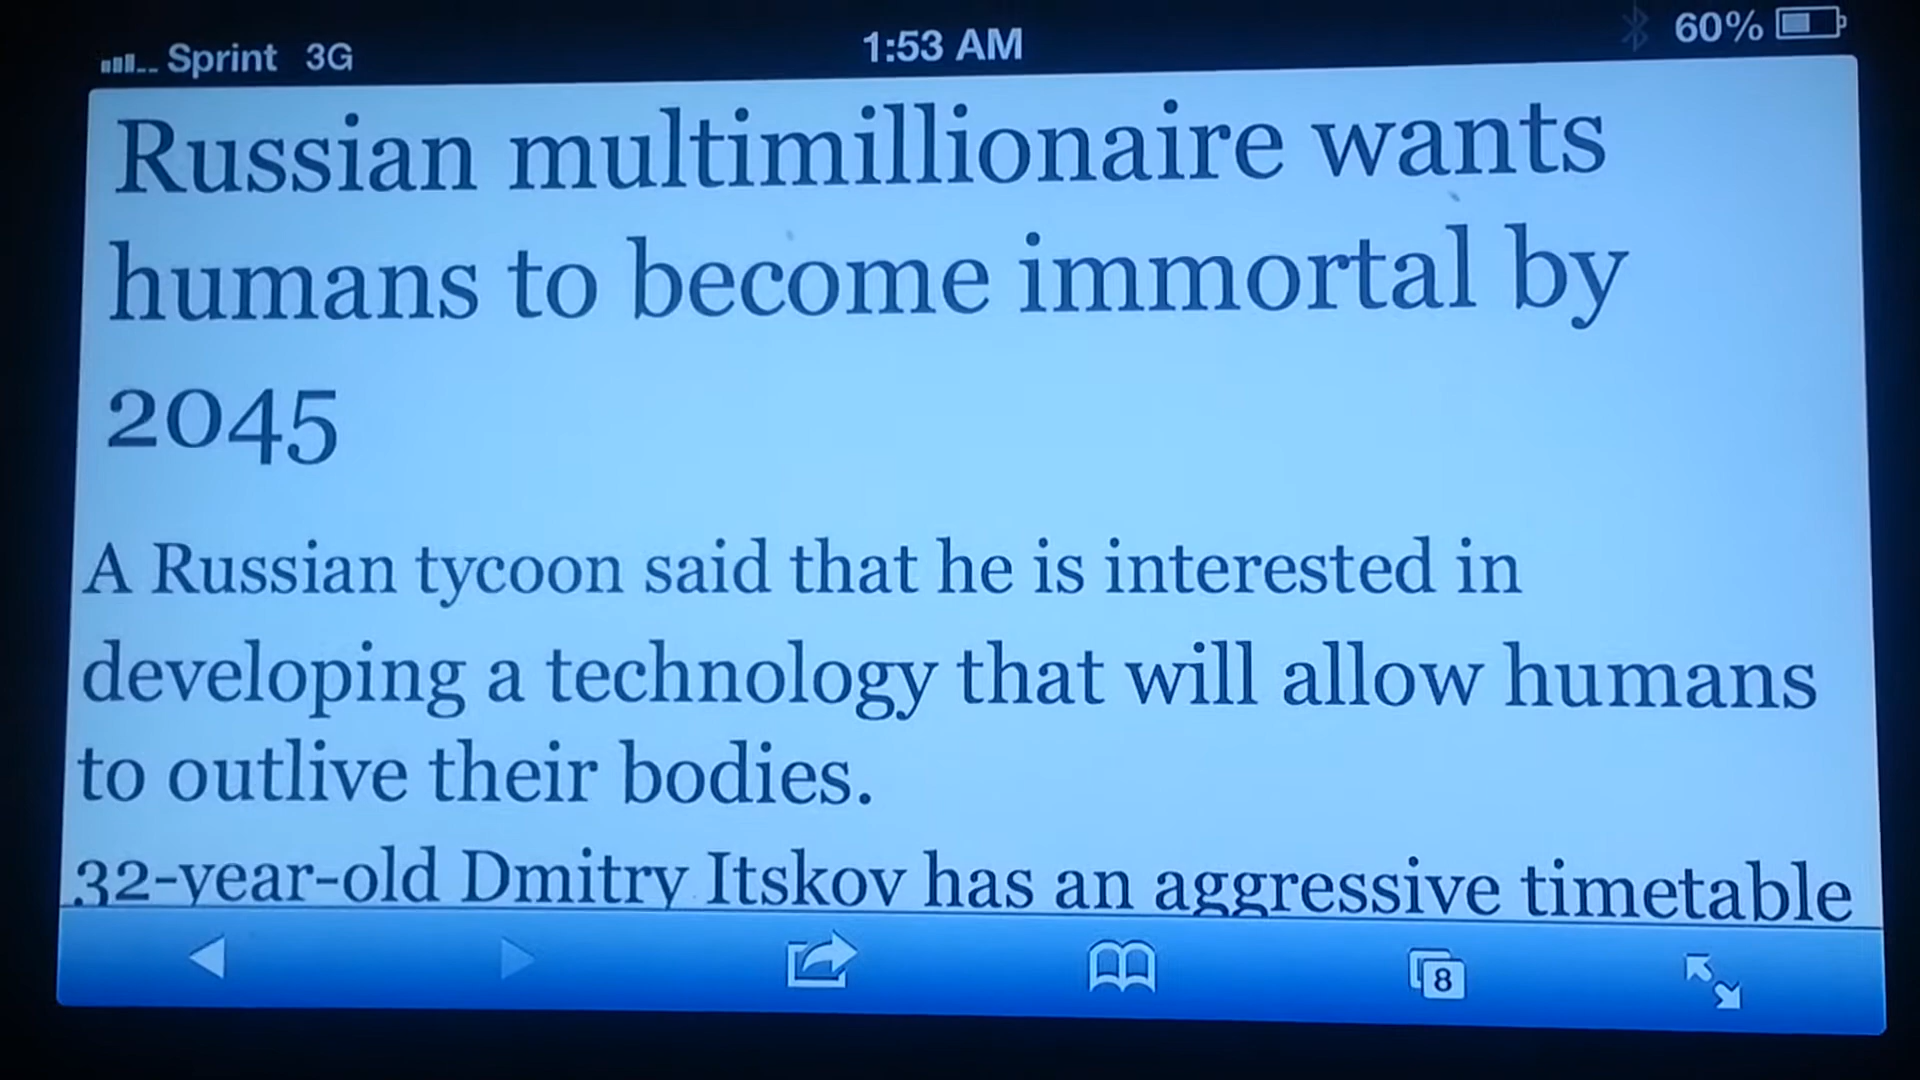 Sprint 3G
1:53 AM
60%
Russian multimillionaire wants
humans to become immortal by
2045
A Russian tycoon said that he is interested in
developing a technology that will allow humans
to outlive their bodies.
32-year-old Dmitry Itskov has an aggressive timetable
8